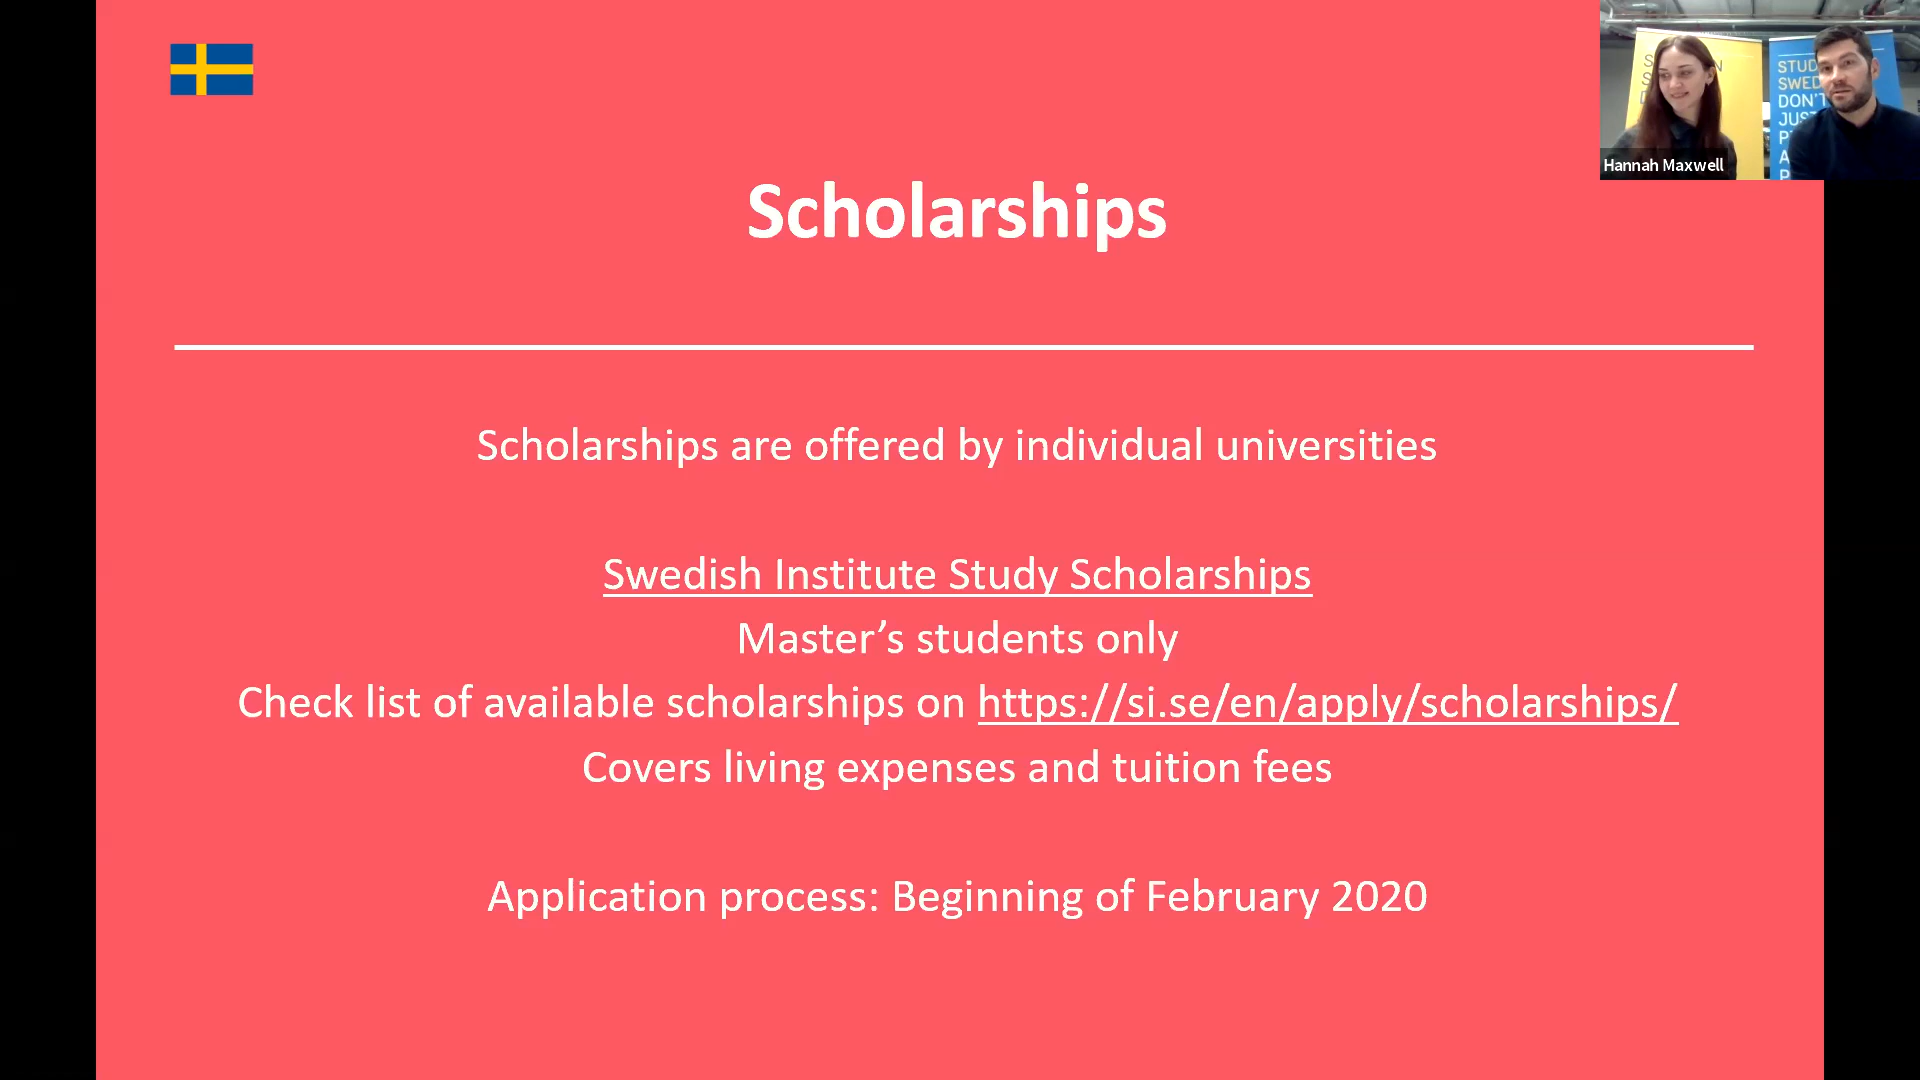 Scholarships
Scholarships are offered by individual universities
Swedish Institute Study Scholarships
Master’s students only
Check list of available scholarships on https://si.se/en/apply/scholarships/
Covers living expenses and tuition fees
Application process: Beginning of February 2020
Hannah Maxwell
DON'T